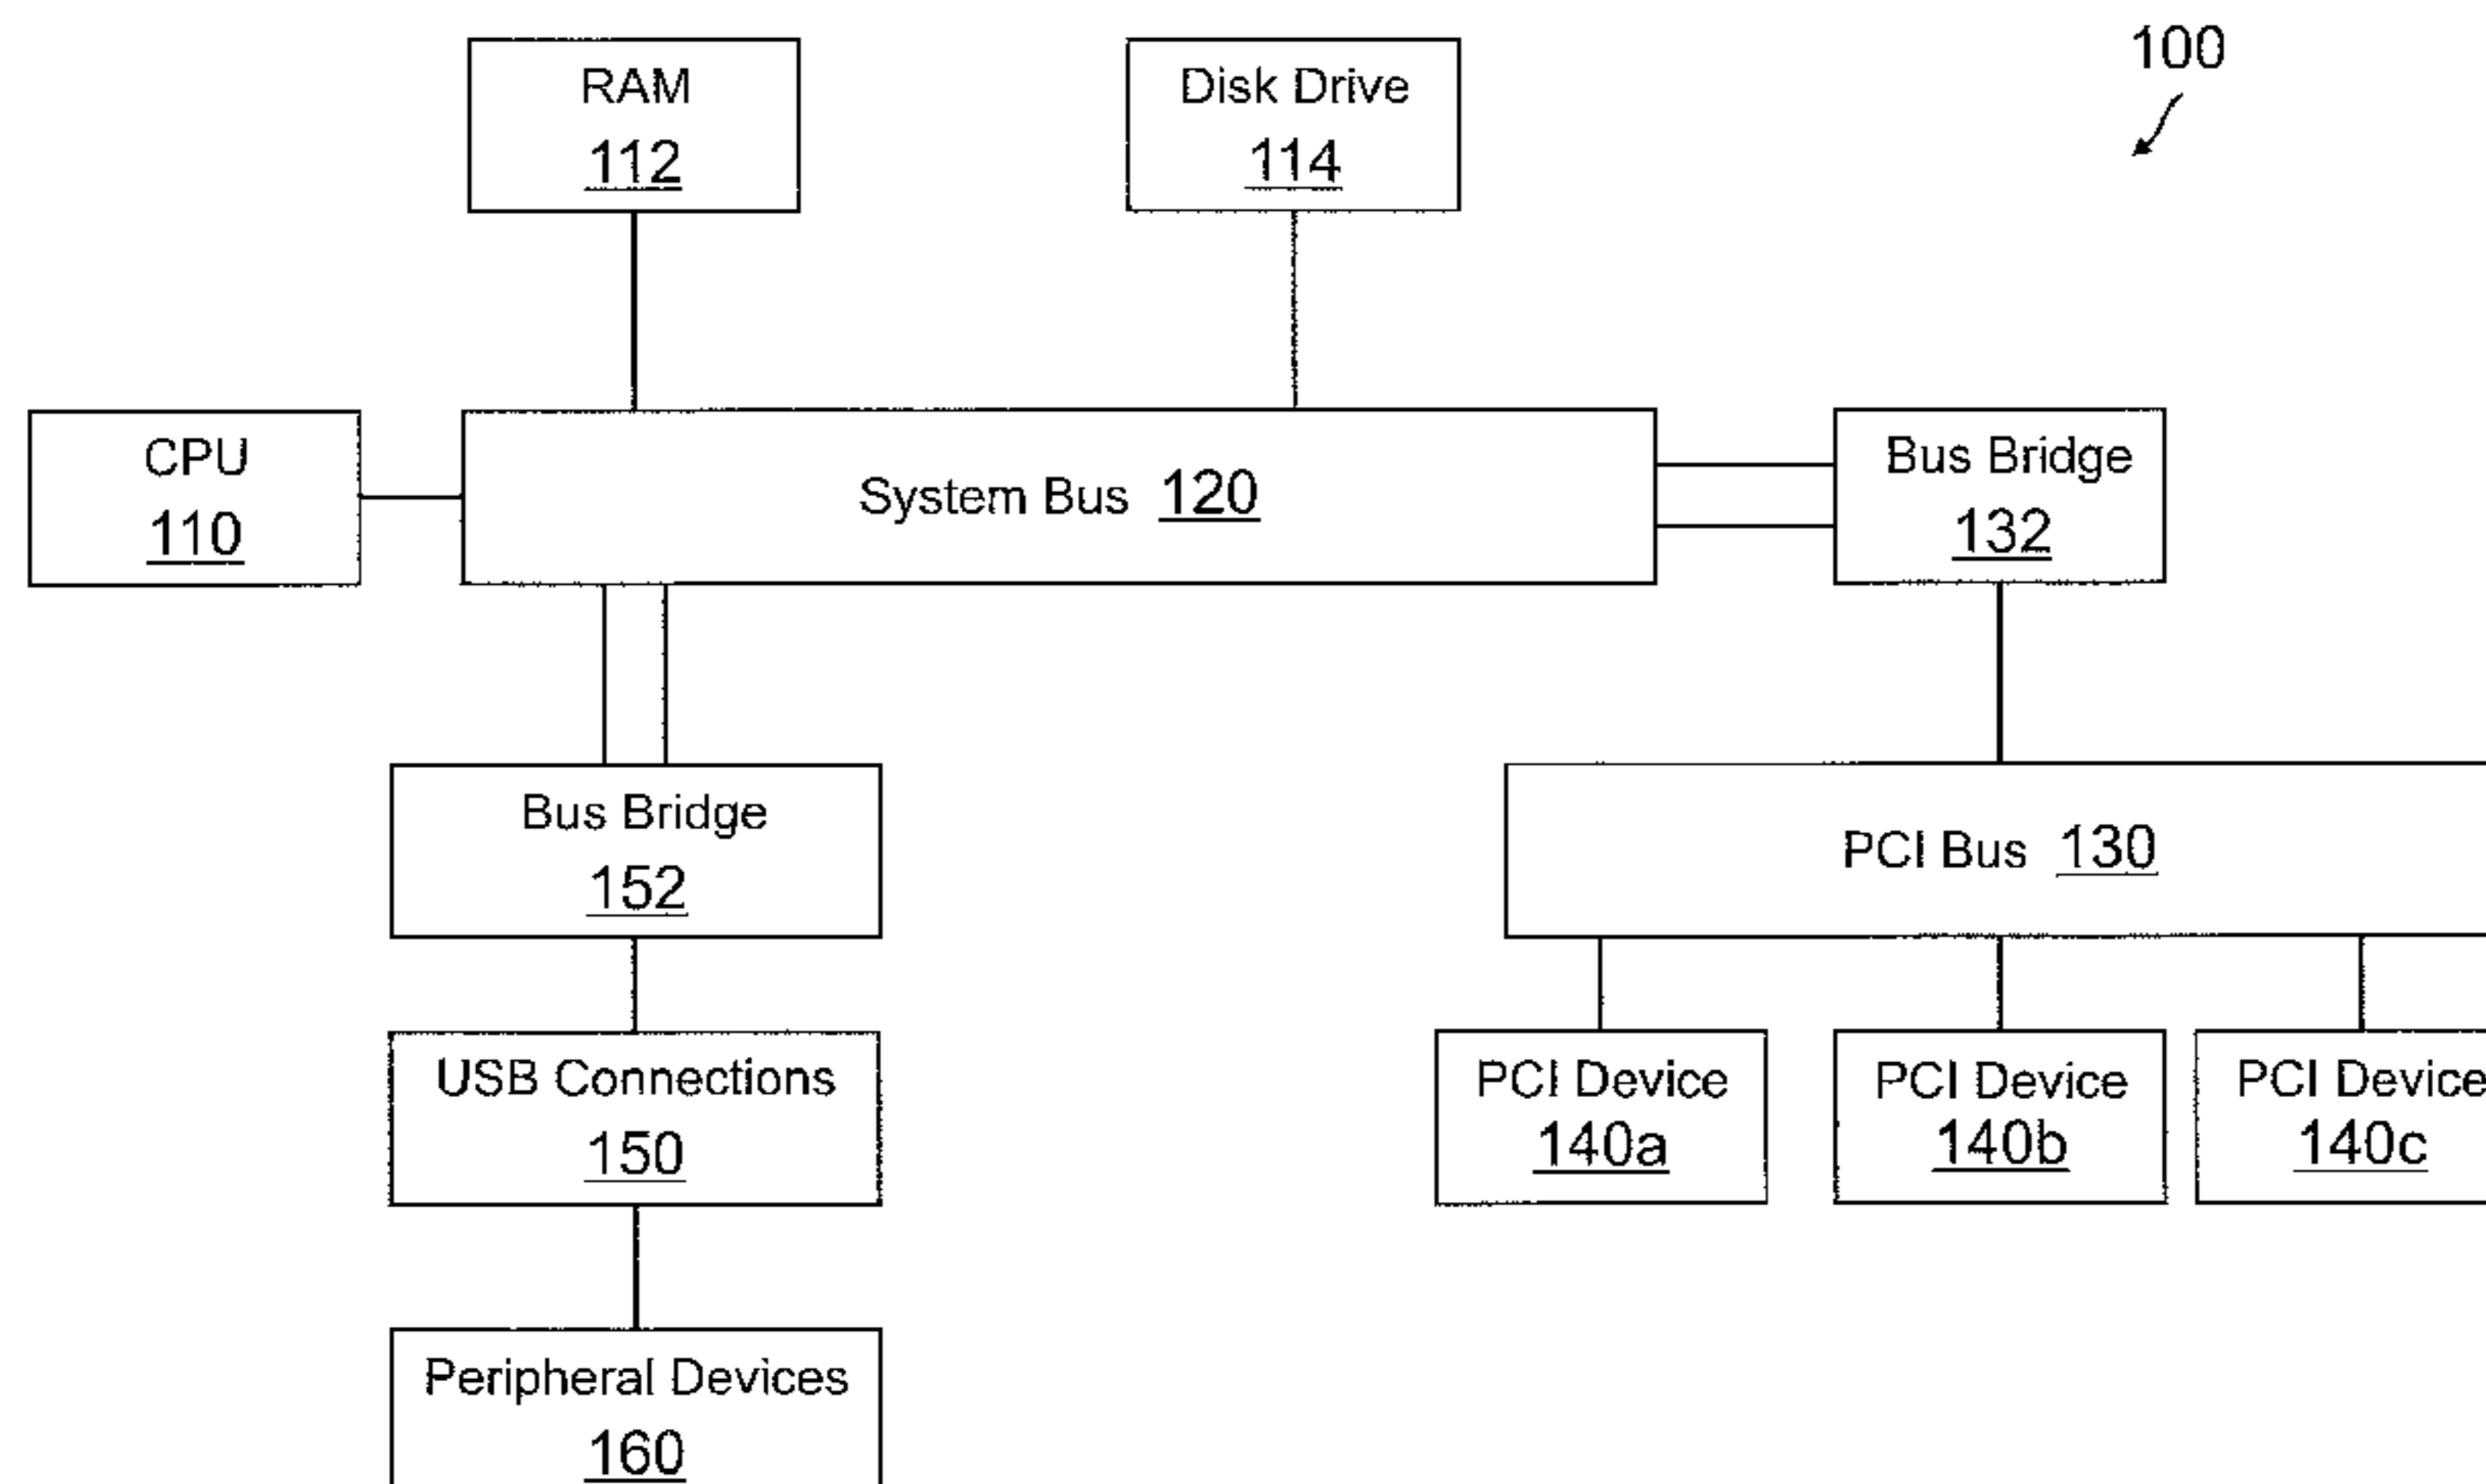 100
RAM
112
Disk Drive
114
CPU
110
System Bus 120
Bus Bridge
132
Bus Bridge
152
PCI Bus 130
USB Connections
150
PCI Device
140a
PCI Device
140b
PCI Device
140c
Peripheral Devices
160